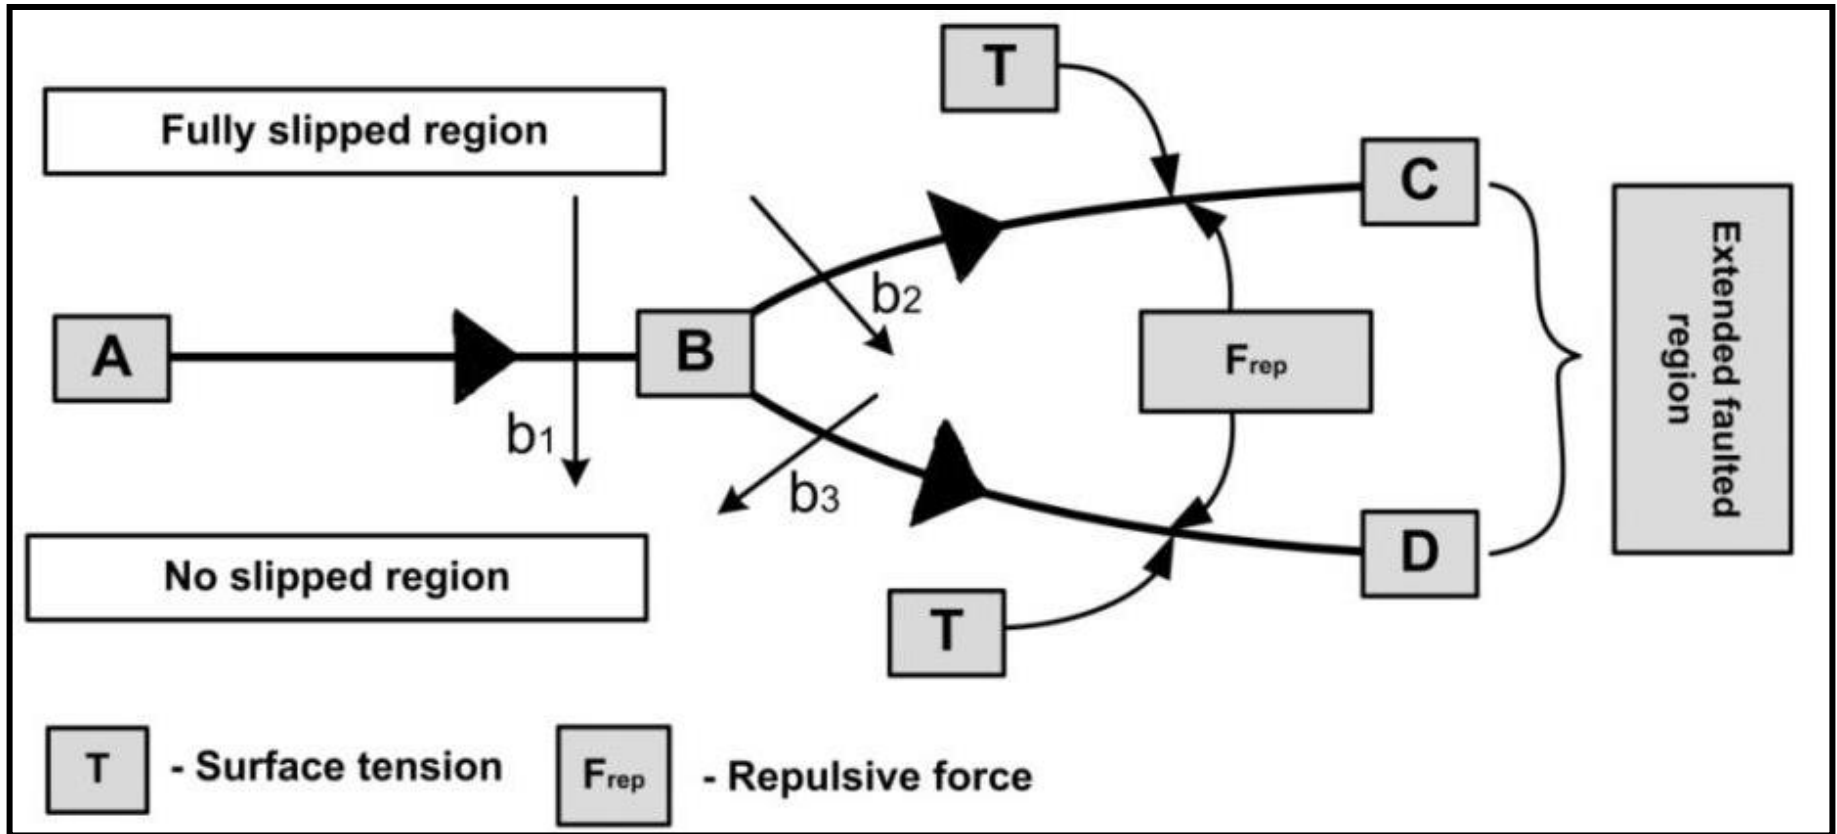 T
Fully slipped region
C
b2
A
B
Frep
b1
b3
Extended faulted
region
No slipped region
D
T
T - Surface tension
Frep - Repulsive force